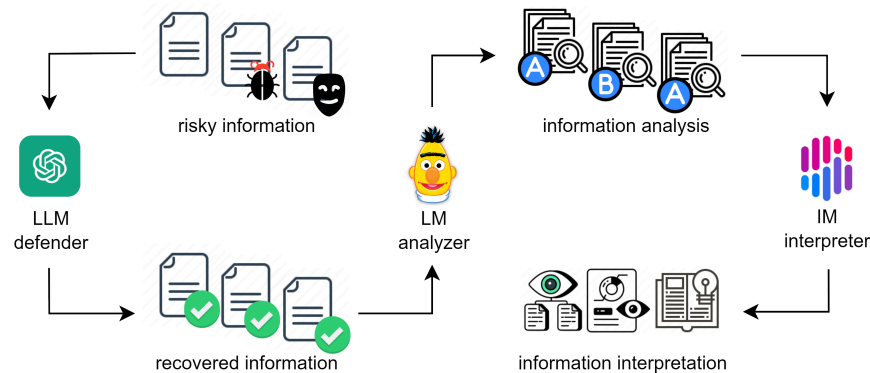 A
B
A
risky information
information analysis
LLM
defender
LM
analyzer
IM
interpreter
recovered information
information interpretation